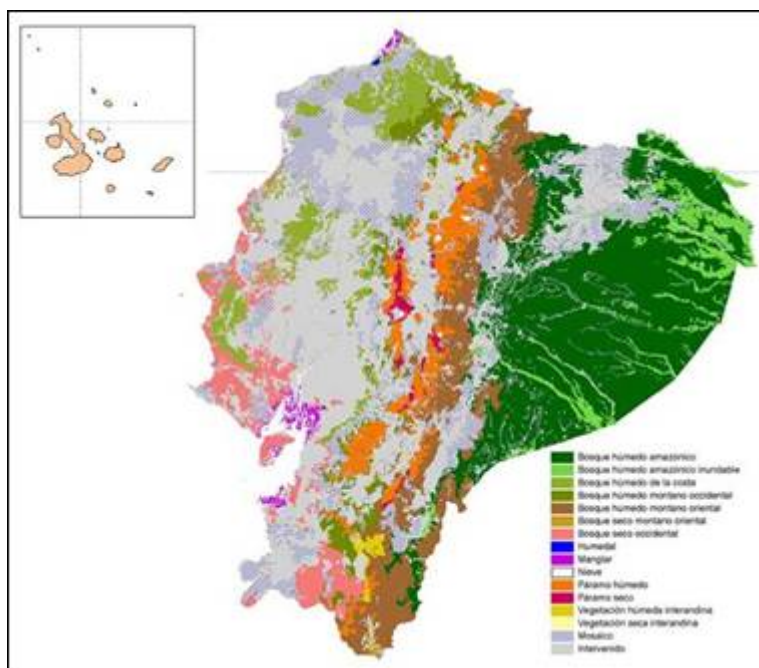 Bosque húmedo amazónico
Bosque húmedo amazónico inundable
Bosque húmedo de la costa
Bosque húmedo montano occidental
Bosque húmedo montano oriental
Bosque seco montano oriental
Bosque seco occidental
Humedal
Manglar
Nieve
Páramo húmedo
Páramo seco
Vegetación húmeda interandina
Vegetación seca interandina
Mosaico
Intervenido